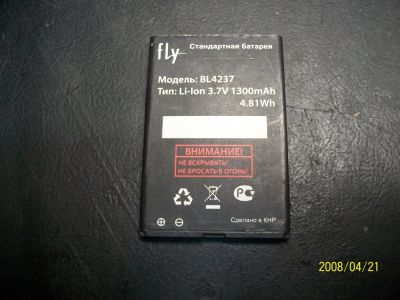 fly Стандартная батарея
Модель: BL4237
Тип: Li-Ion 3.7V 1300mAh
4.81Wh
ВНИМАНИЕ!
НЕ ВСКРЫВАТЬ!
НЕ БРОСАТЬ В ОГОНЬ!
Сделано в КНР
2008/04/21